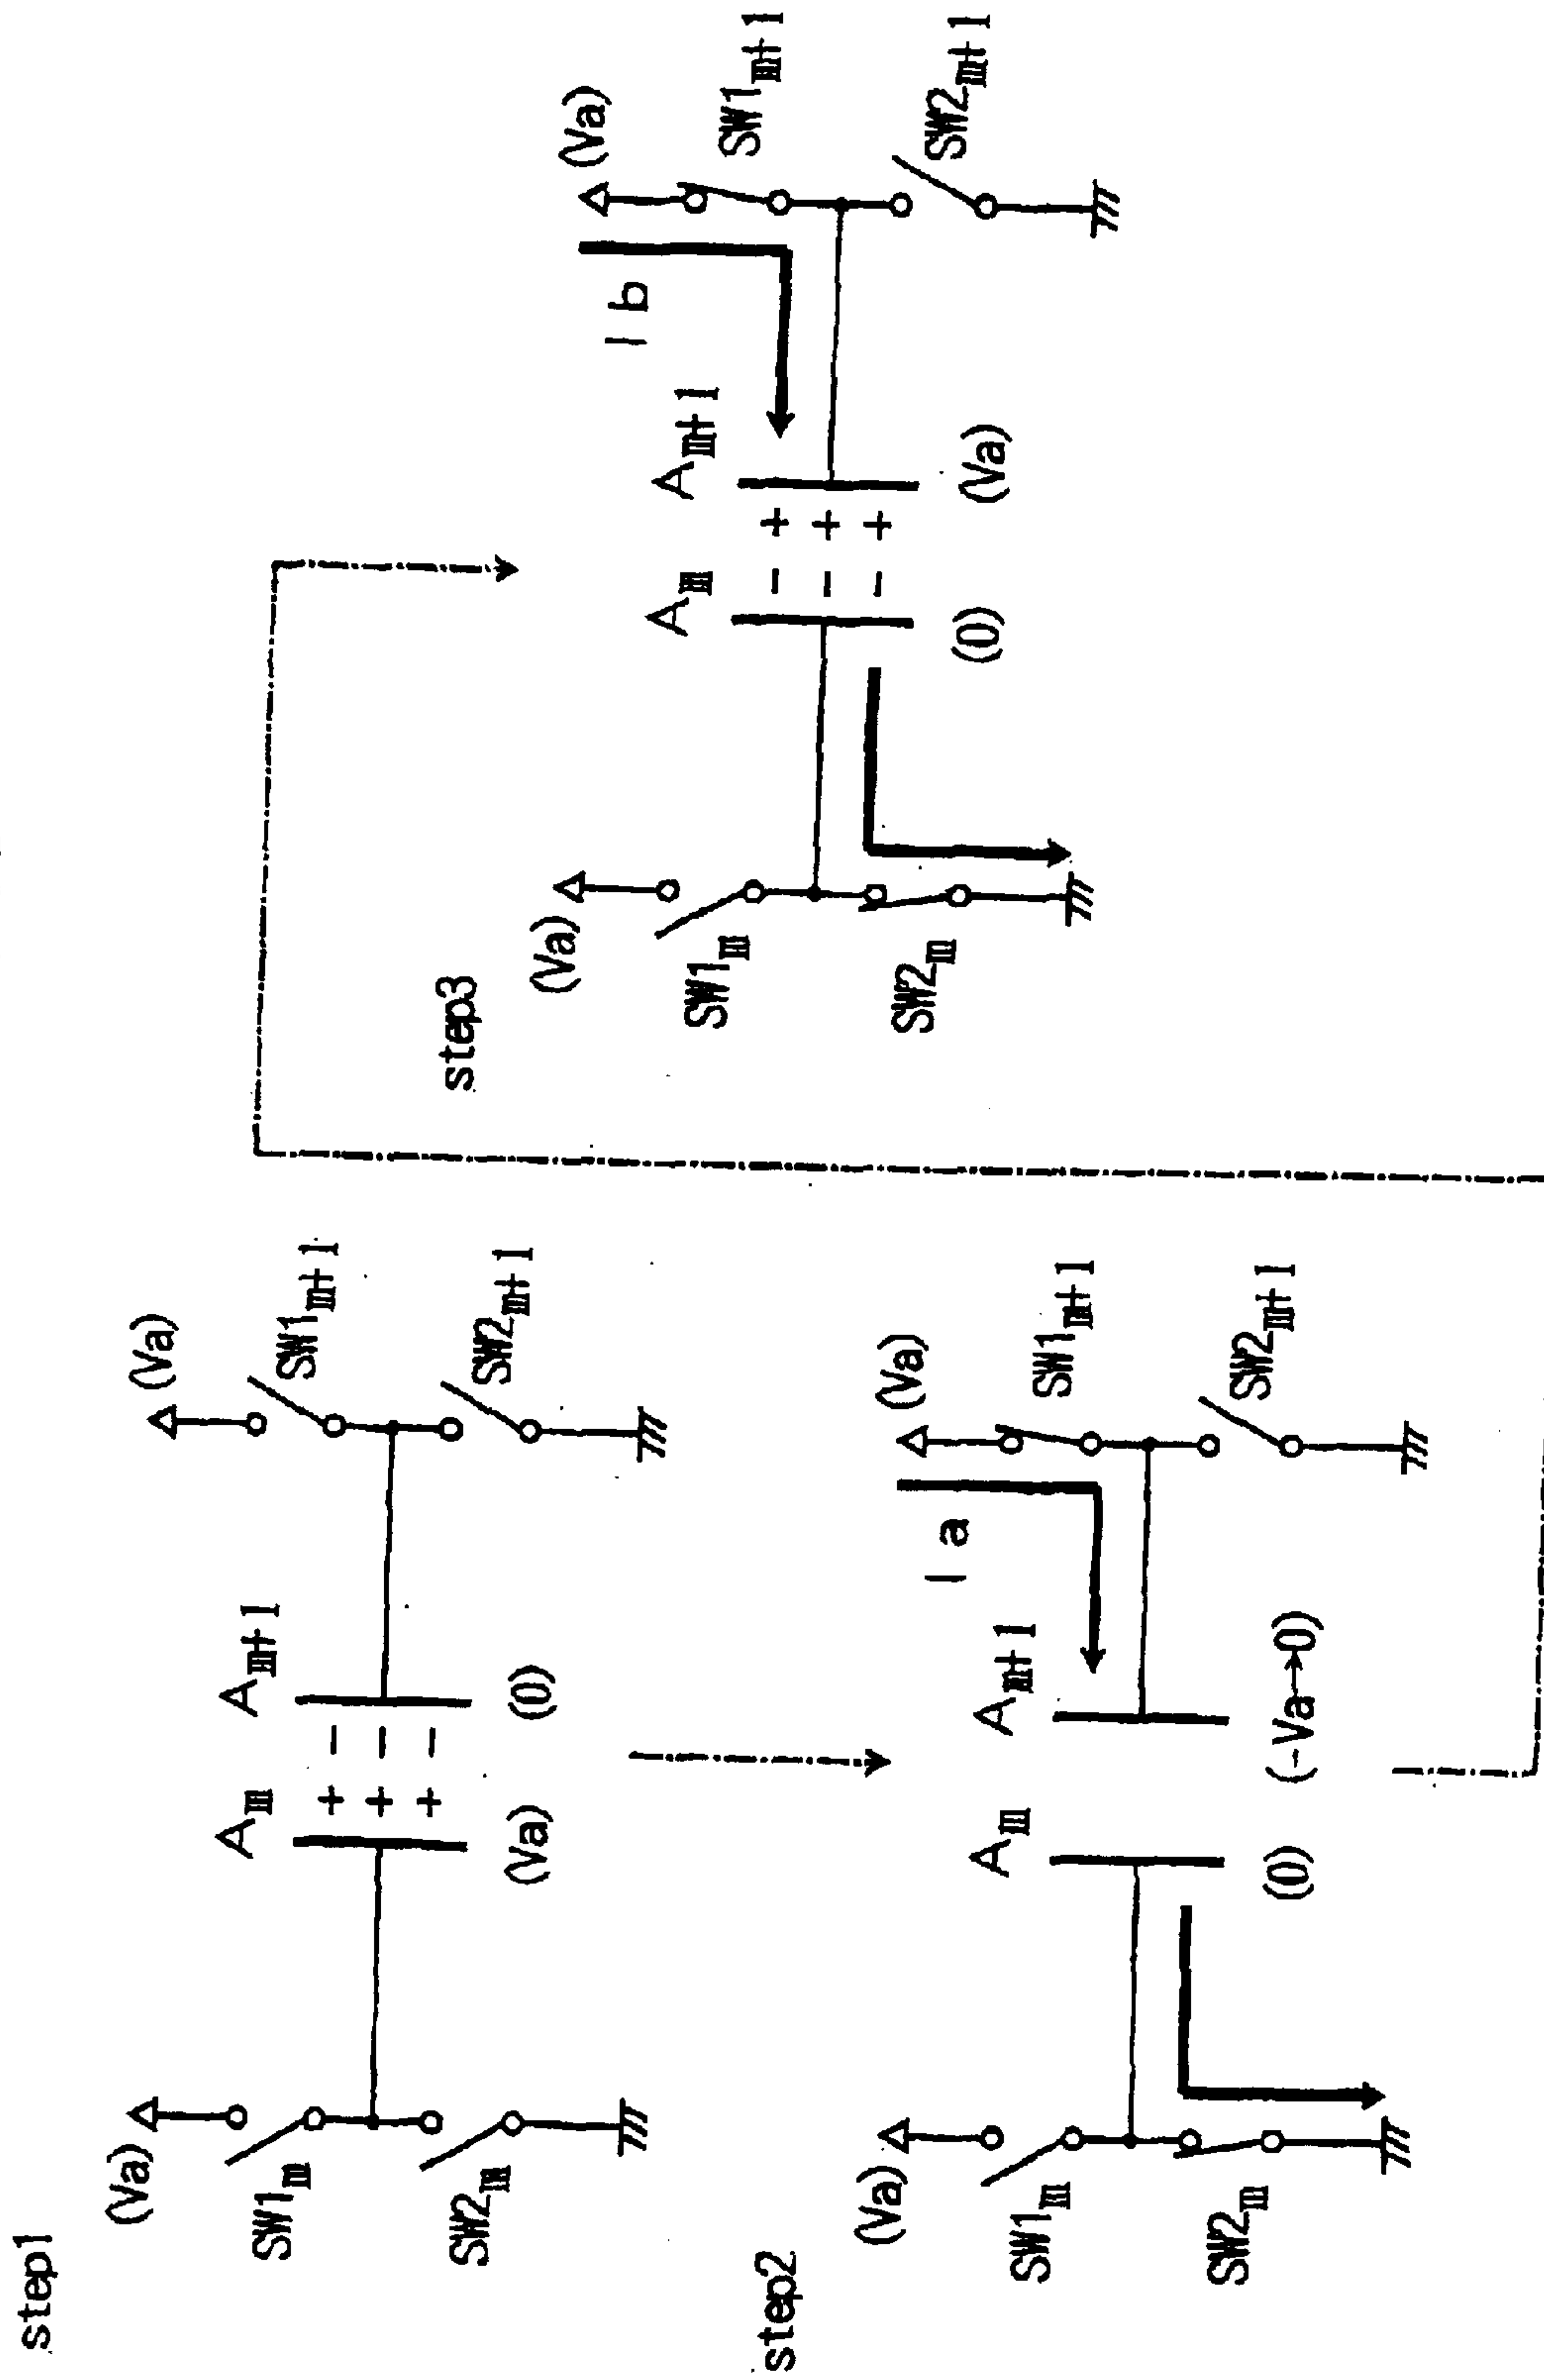 step1
(Va) (Va)
SW1m Am Am+1 SW1m+1
+ −
+ −
+ −
SW2m (Va) (0) SW2m+1
step2
(Va) (Va)
I a
SW1m Am Am+1 SW1m+1
SW2m (0) (-Va→0) SW2m+1
step3
(Va) (Va)
I b
SW1m Am Am+1 SW1m+1
− +
− +
− +
SW2m (0) (Va) SW2m+1